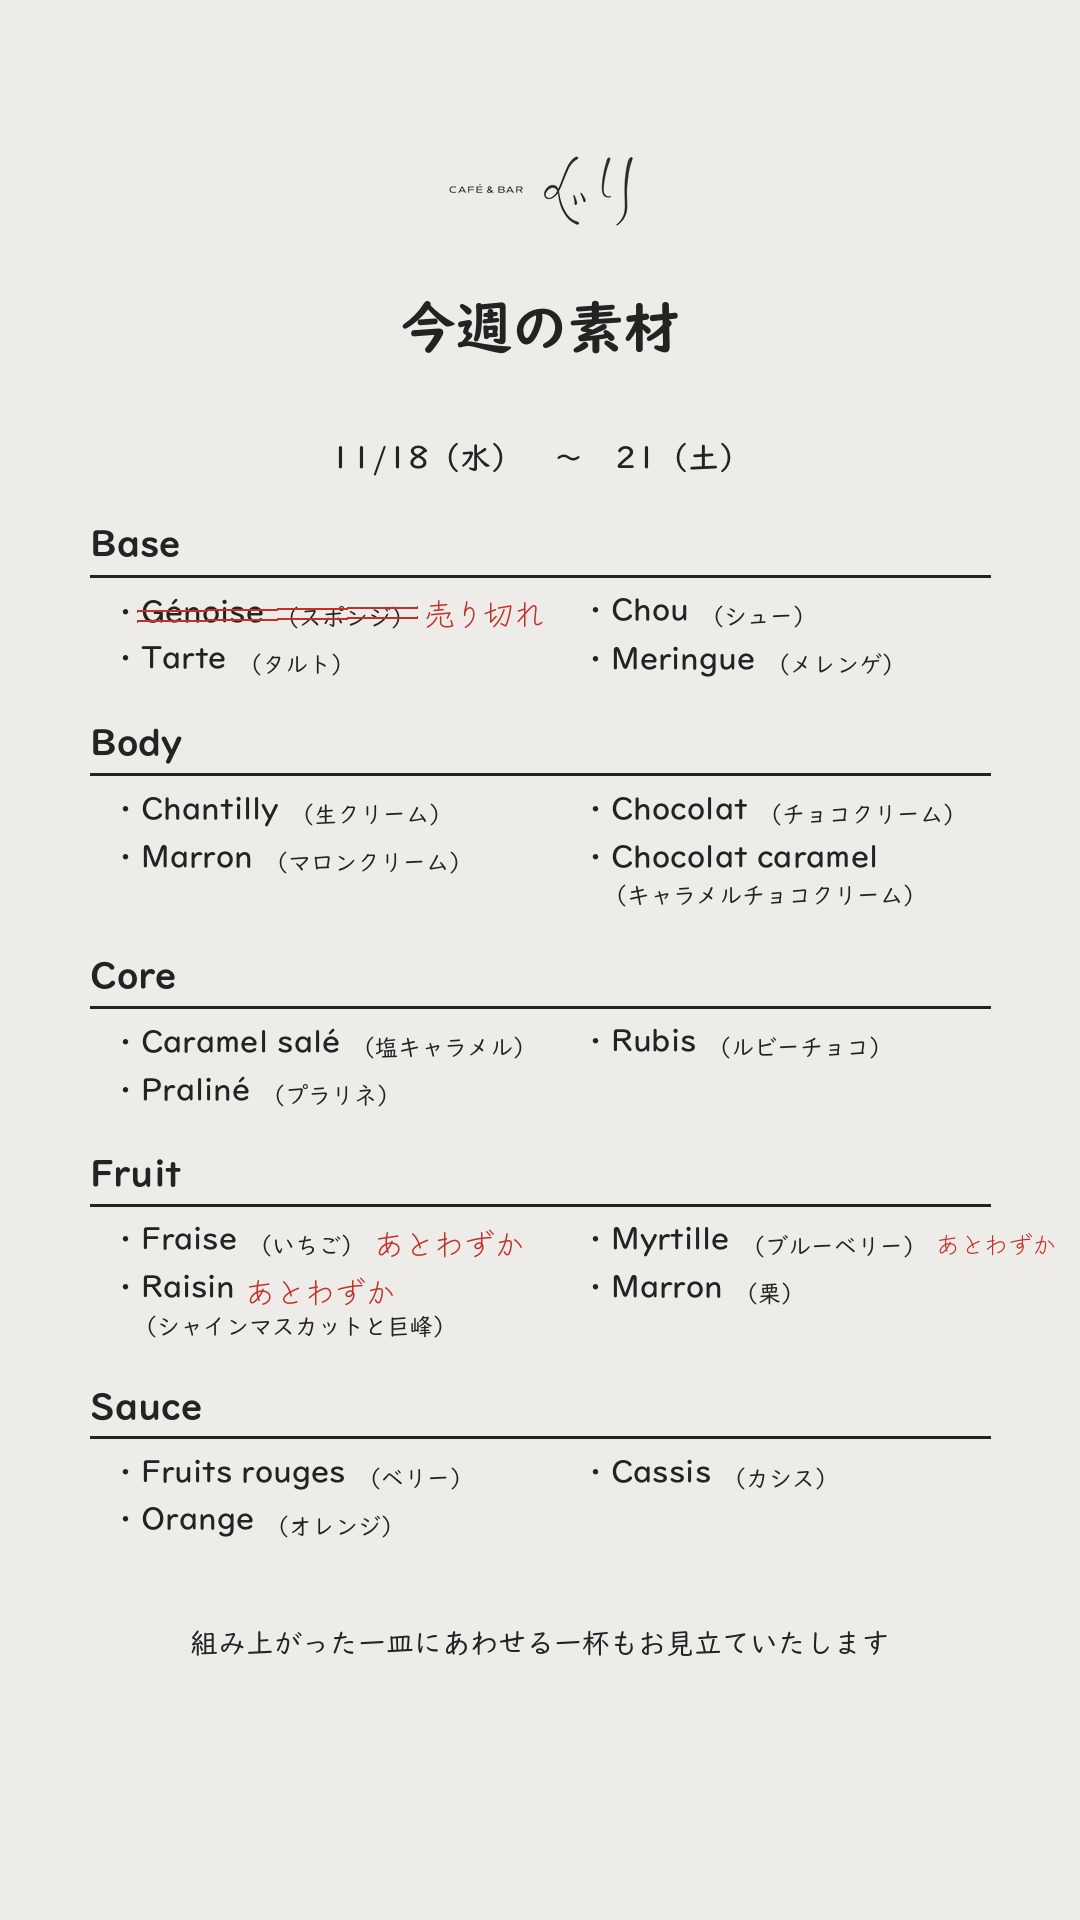 CAFÉ & BAR ぐり
今週の素材
11/18（水）　～　21（土）
Base
・Génoise （スポンジ） 売り切れ
・Chou （シュー）
・Tarte （タルト）
・Meringue （メレンゲ）
Body
・Chantilly （生クリーム）
・Chocolat （チョコクリーム）
・Marron （マロンクリーム）
・Chocolat caramel
（キャラメルチョコクリーム）
Core
・Caramel salé （塩キャラメル）
・Rubis （ルビーチョコ）
・Praliné （プラリネ）
Fruit
・Fraise （いちご） あとわずか
・Myrtille （ブルーベリー） あとわずか
・Raisin あとわずか
（シャインマスカットと巨峰）
・Marron （栗）
Sauce
・Fruits rouges （ベリー）
・Cassis （カシス）
・Orange （オレンジ）
組み上がった一皿にあわせる一杯もお見立ていたします